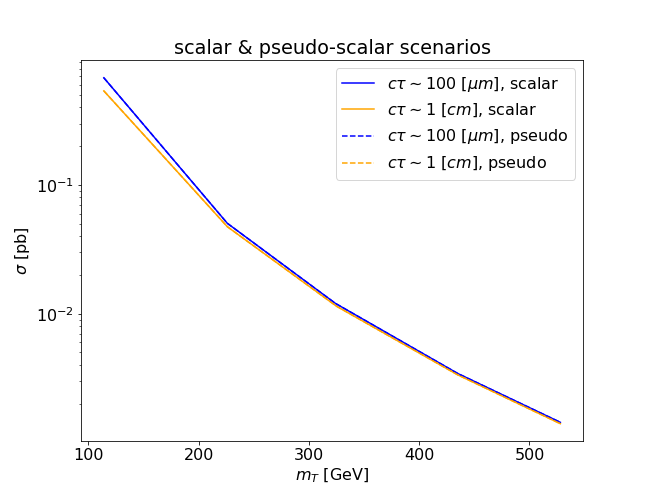 scalar & pseudo-scalar scenarios
cτ ~ 100 [μm], scalar
cτ ~ 1 [cm], scalar
cτ ~ 100 [μm], pseudo
cτ ~ 1 [cm], pseudo
10⁻¹
10⁻²
σ [pb]
100 200 300 400 500
m_T [GeV]